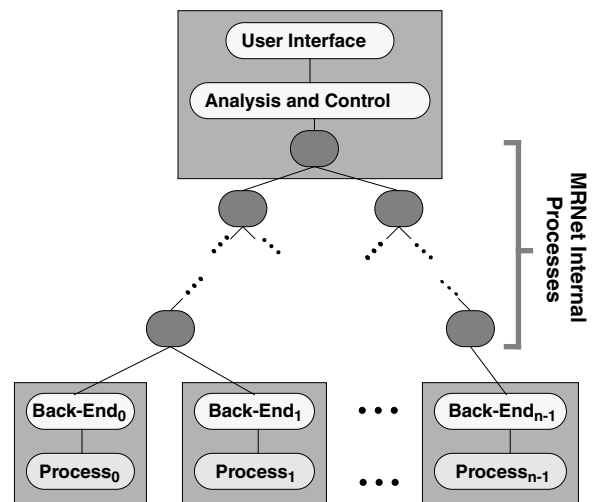 User Interface
Analysis and Control
MRNet Internal
Processes
Back-End0
Back-End1
Back-Endn-1
Process0
Process1
Processn-1